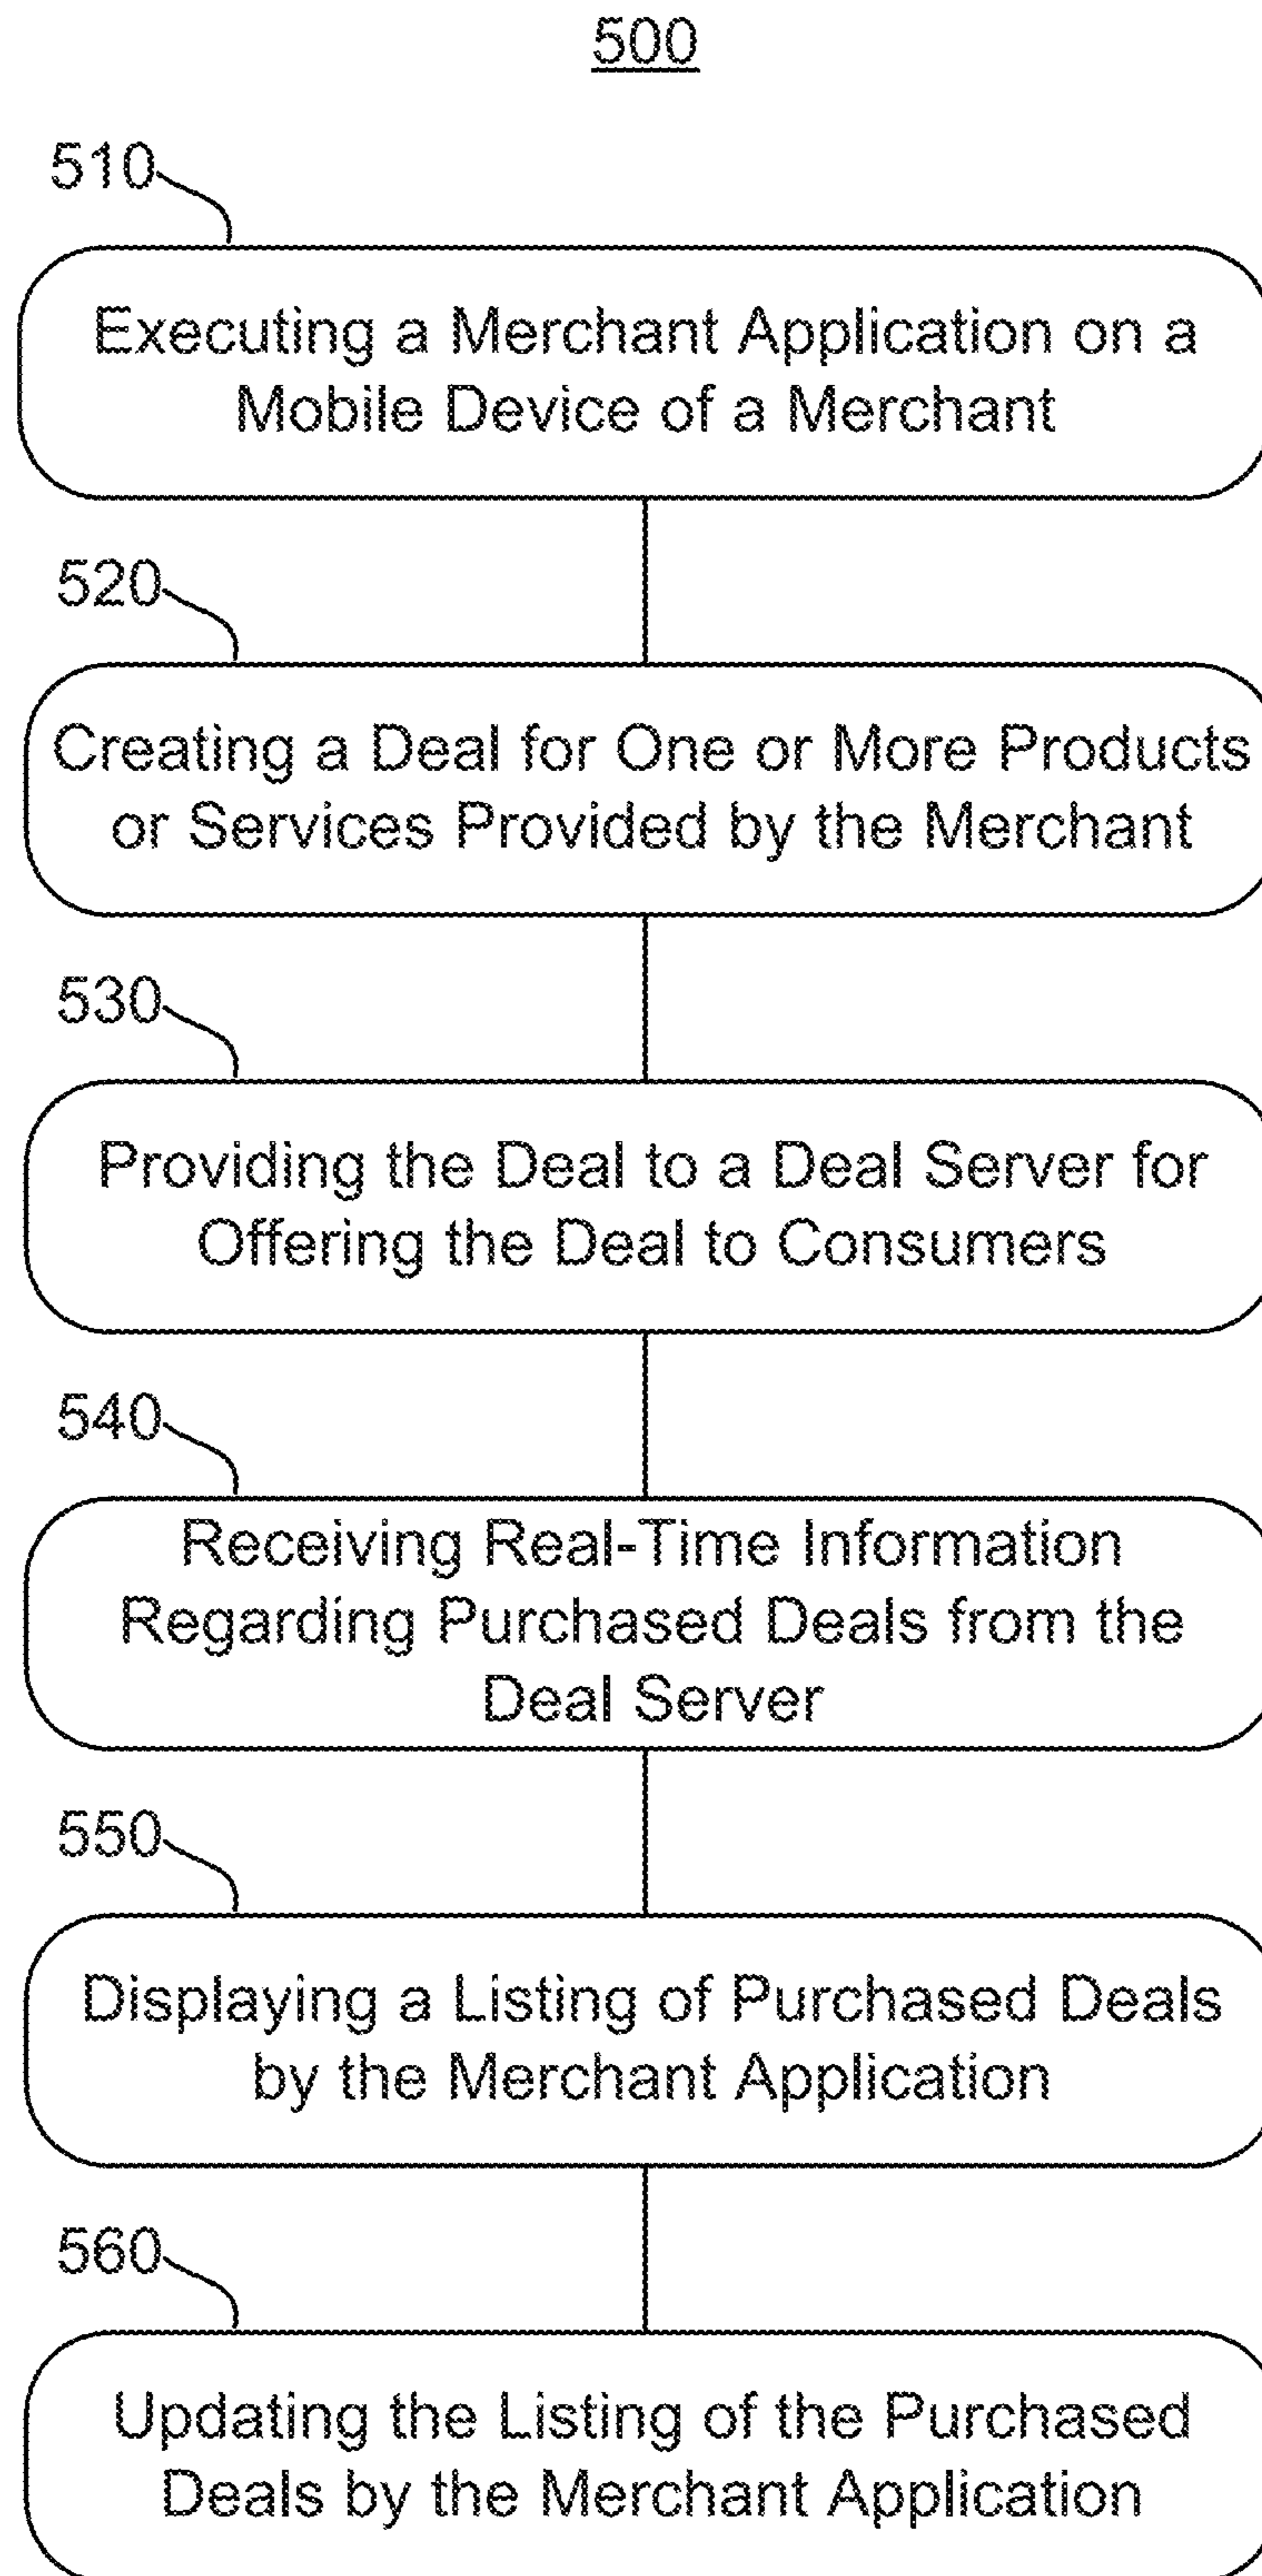 500
510
Executing a Merchant Application on a
Mobile Device of a Merchant
520
Creating a Deal for One or More Products
or Services Provided by the Merchant
530
Providing the Deal to a Deal Server for
Offering the Deal to Consumers
540
Receiving Real-Time Information
Regarding Purchased Deals from the
Deal Server
550
Displaying a Listing of Purchased Deals
by the Merchant Application
560
Updating the Listing of the Purchased
Deals by the Merchant Application